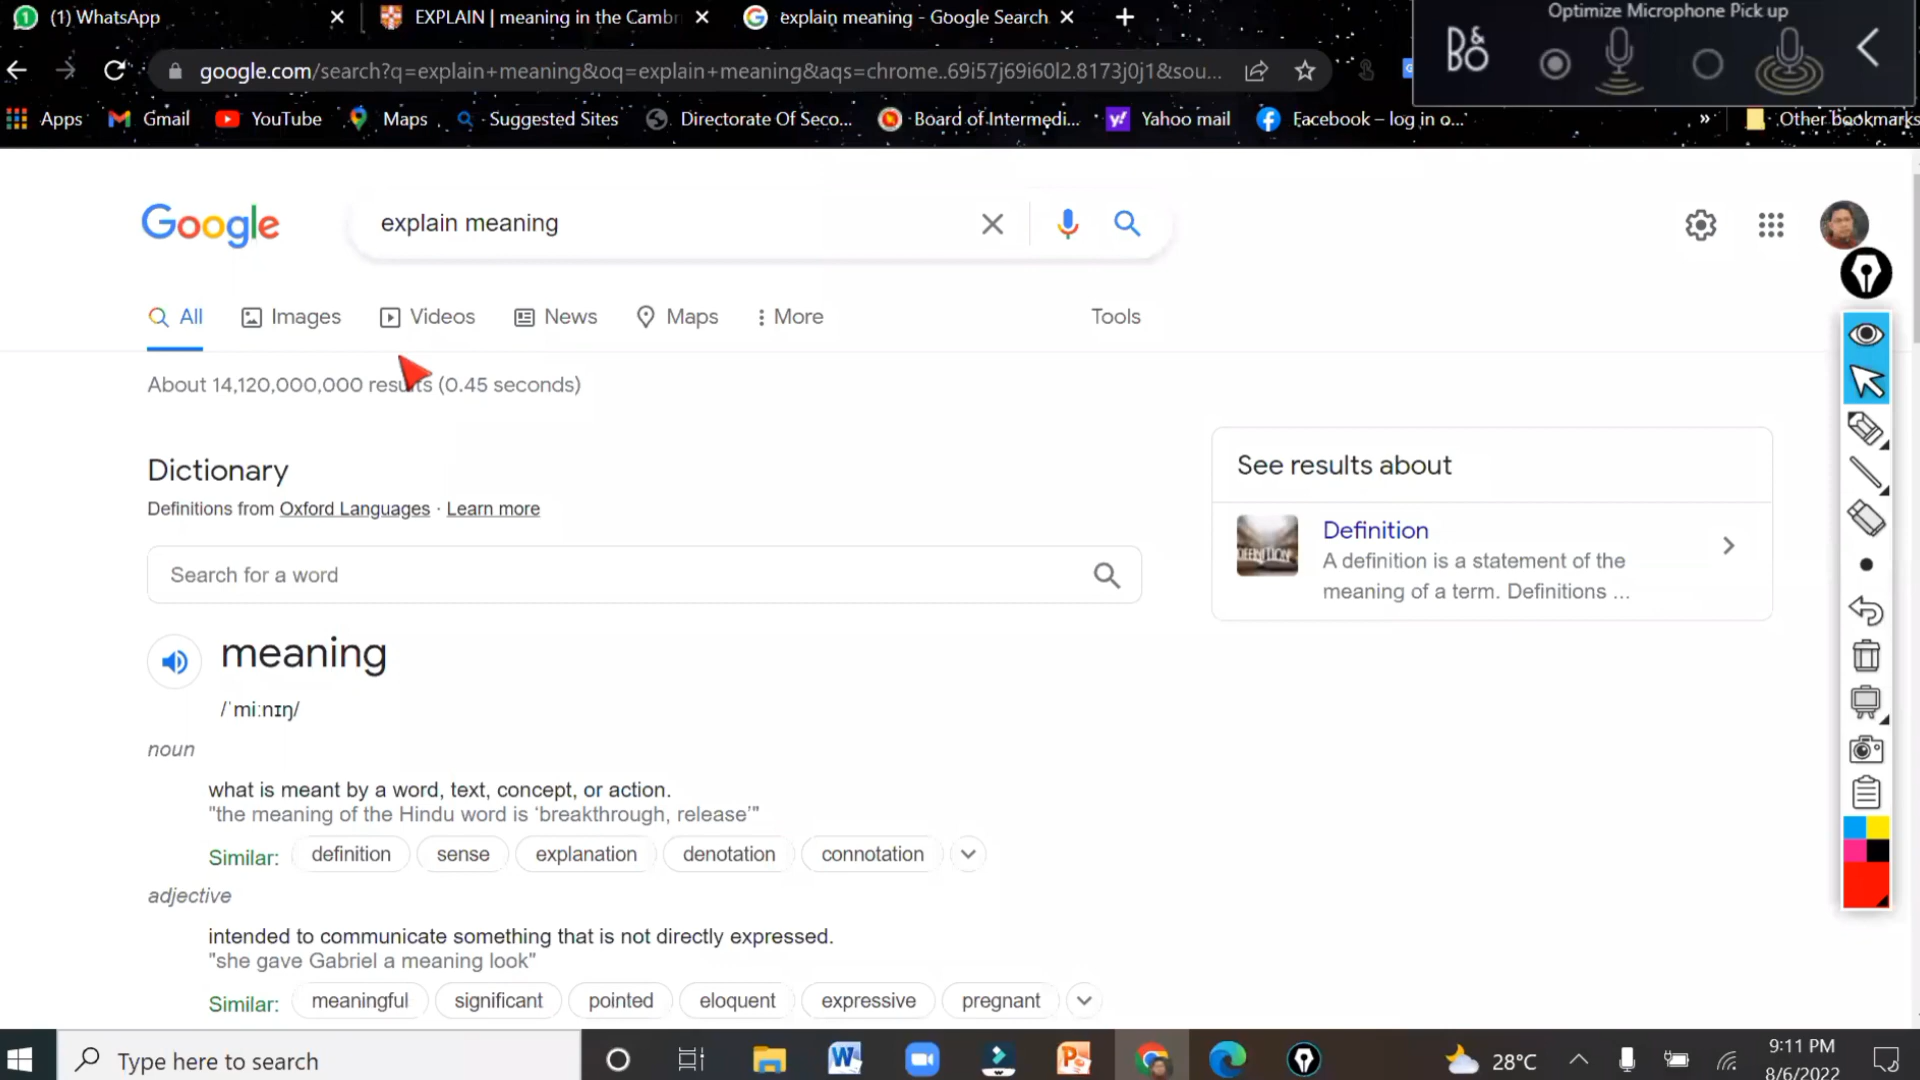 (1) WhatsApp
EXPLAIN | meaning in the Cambr
explain meaning - Google Search
Optimize Microphone Pick up
B&O
google.com/search?q=explain+meaning&oq=explain+meaning&aqs=chrome..69i57j69i60l2.8173j0j1&sou...
Apps
Gmail
YouTube
Maps
Suggested Sites
Directorate Of Seco...
Board of Intermedi...
Yahoo mail
Facebook – log in o...
»
Other bookmarks
Google
explain meaning
All
Images
Videos
News
Maps
More
Tools
About 14,120,000,000 results (0.45 seconds)
Dictionary
Definitions from Oxford Languages · Learn more
Search for a word
See results about
DEFINITION
Definition
A definition is a statement of the
meaning of a term. Definitions ...
meaning
/ˈmiːnɪŋ/
noun
what is meant by a word, text, concept, or action.
"the meaning of the Hindu word is ‘breakthrough, release’"
Similar: definition sense explanation denotation connotation
adjective
intended to communicate something that is not directly expressed.
"she gave Gabriel a meaning look"
Similar: meaningful significant pointed eloquent expressive pregnant
Type here to search
28°C
9:11 PM
8/6/2022